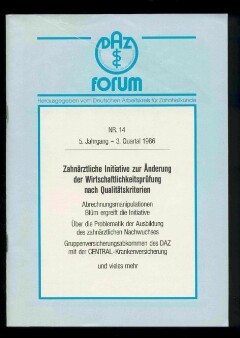 DAZ
FORUM
Herausgegeben vom Deutschen Arbeitskreis für Zahnheilkunde
NR. 14
5. Jahrgang – 3. Quartal 1986
Zahnärztliche Initiative zur Änderung
der Wirtschaftlichkeitsprüfung
nach Qualitätskriterien
Abrechnungsmanipulationen
Blüm ergreift die Initiative
Über die Problematik der Ausbildung
des zahnärztlichen Nachwuchses
Gruppenversicherungsabkommen des DAZ
mit der CENTRAL-Krankenversicherung
und vieles mehr